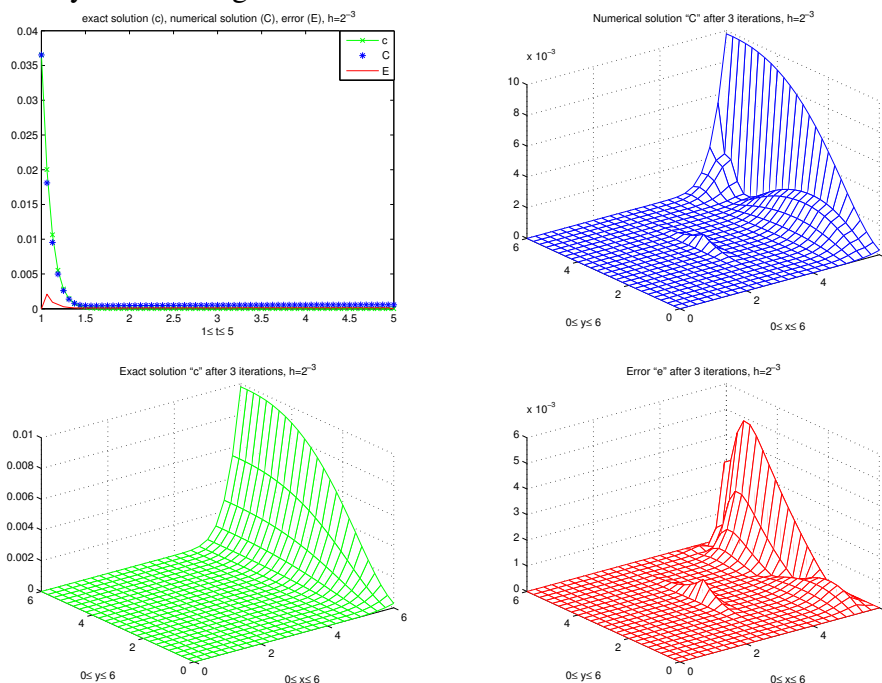 exact solution (c), numerical solution (C), error (E), h=2⁻³
0.04
0.035
0.03
0.025
0.02
0.015
0.01
0.005
0
c
C
E
1 1.5 2 2.5 3 3.5 4 4.5 5
1≤ t≤ 5
Numerical solution “C” after 3 iterations, h=2⁻³
x 10⁻³
10
8
6
4
2
0
6
4
2
0
0
2
4
0≤ y≤ 6
0≤ x≤ 6
Exact solution “c” after 3 iterations, h=2⁻³
0.01
0.008
0.006
0.004
0.002
0
6
4
2
0
0
2
4
6
0≤ y≤ 6
0≤ x≤ 6
Error “e” after 3 iterations, h=2⁻³
x 10⁻³
6
5
4
3
2
1
0
6
4
2
0
0
2
4
0≤ y≤ 6
0≤ x≤ 6